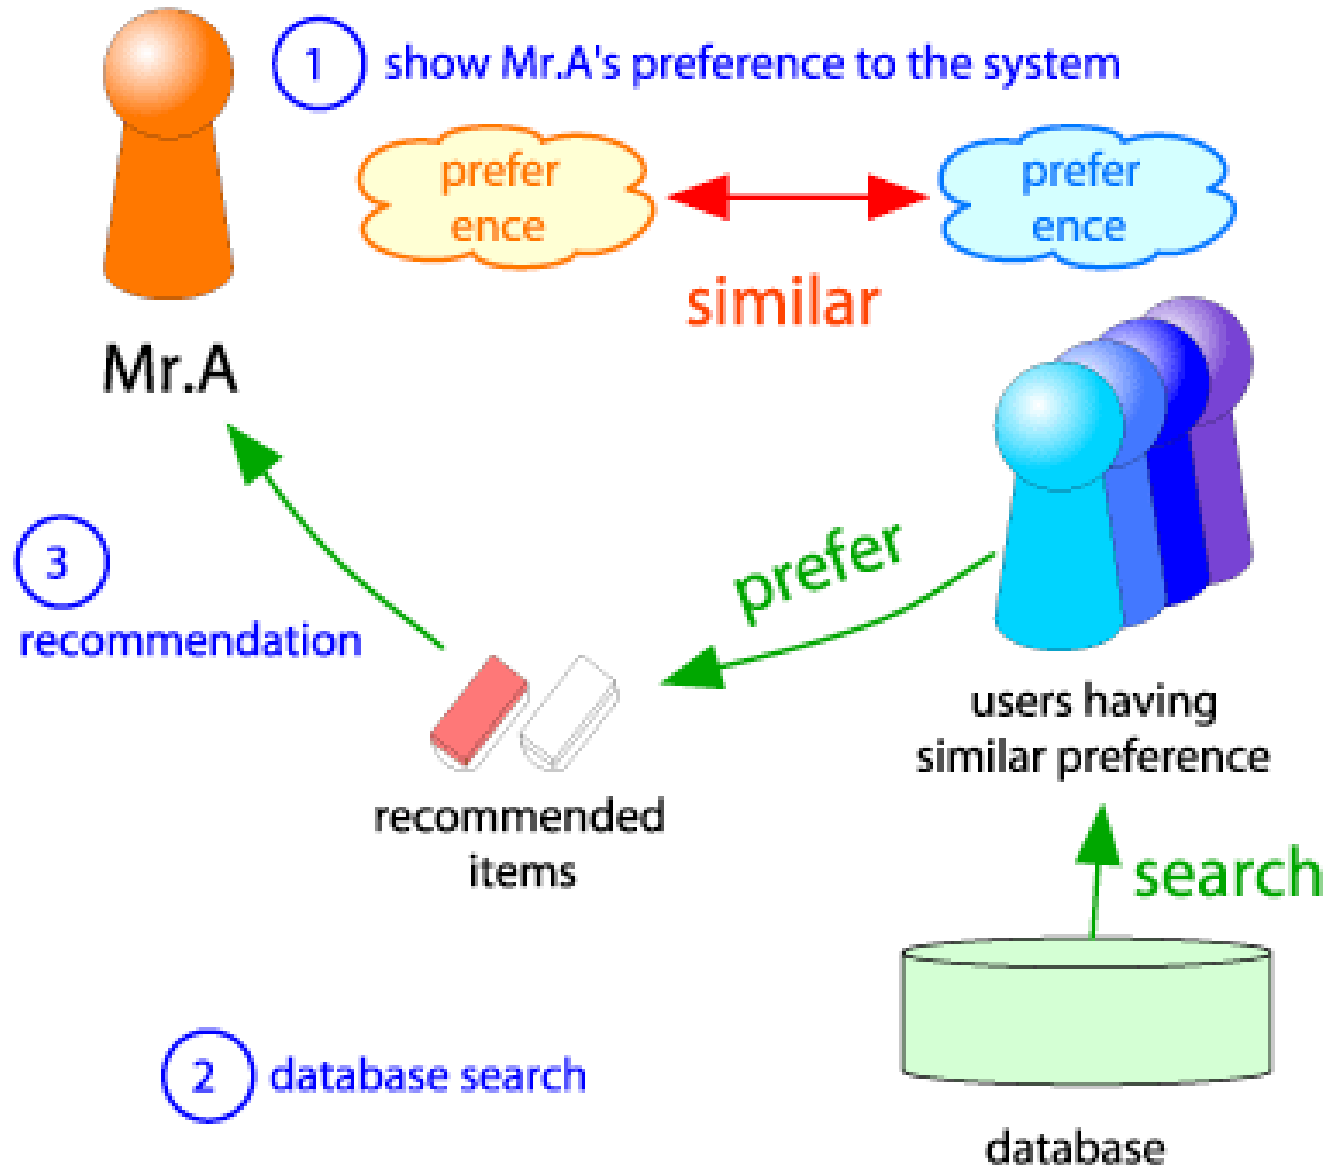 1 show Mr.A's preference to the system
prefer
ence
prefer
ence
similar
Mr.A
prefer
3
recommendation
users having
similar preference
recommended
items
search
2 database search
database